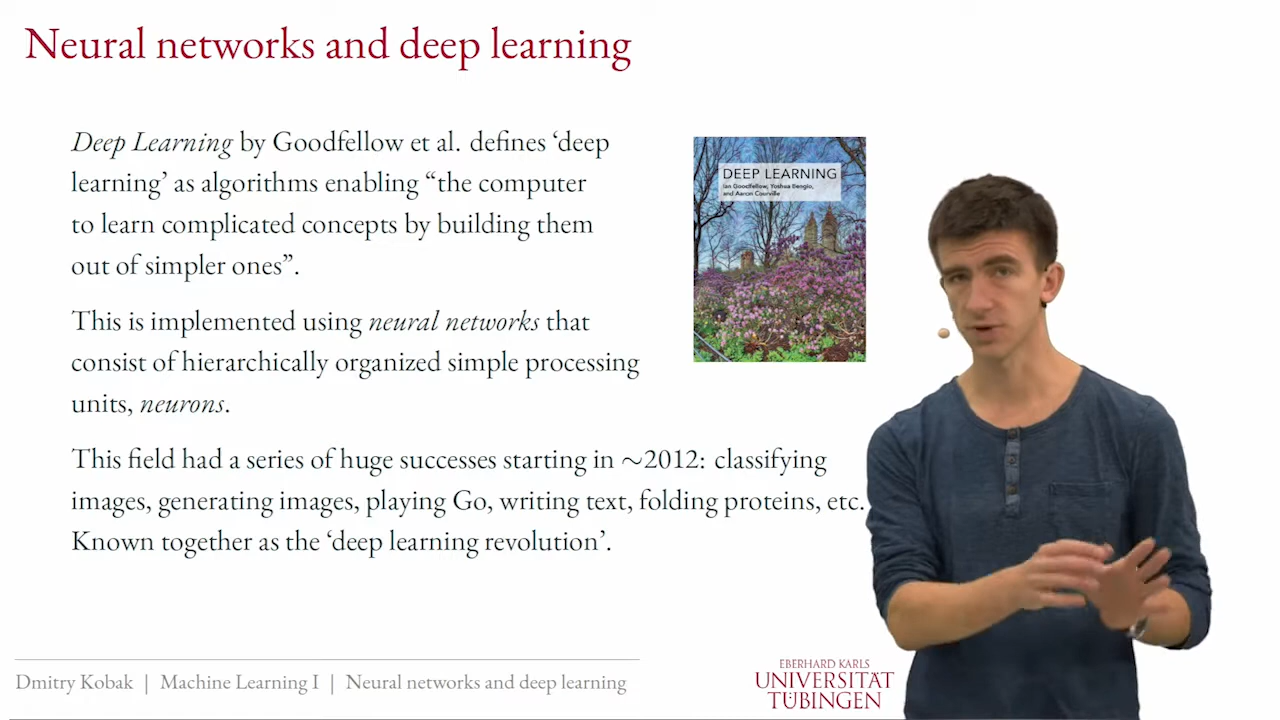 Neural networks and deep learning
Deep Learning by Goodfellow et al. defines ‘deep
learning’ as algorithms enabling “the computer
to learn complicated concepts by building them
out of simpler ones”.
This is implemented using neural networks that
consist of hierarchically organized simple processing
units, neurons.
This field had a series of huge successes starting in ∼2012: classifying
images, generating images, playing Go, writing text, folding proteins, etc.
Known together as the ‘deep learning revolution’.
DEEP LEARNING
Ian Goodfellow, Yoshua Bengio,
and Aaron Courville
Dmitry Kobak | Machine Learning I | Neural networks and deep learning
EBERHARD KARLS
UNIVERSITÄT
TÜBINGEN